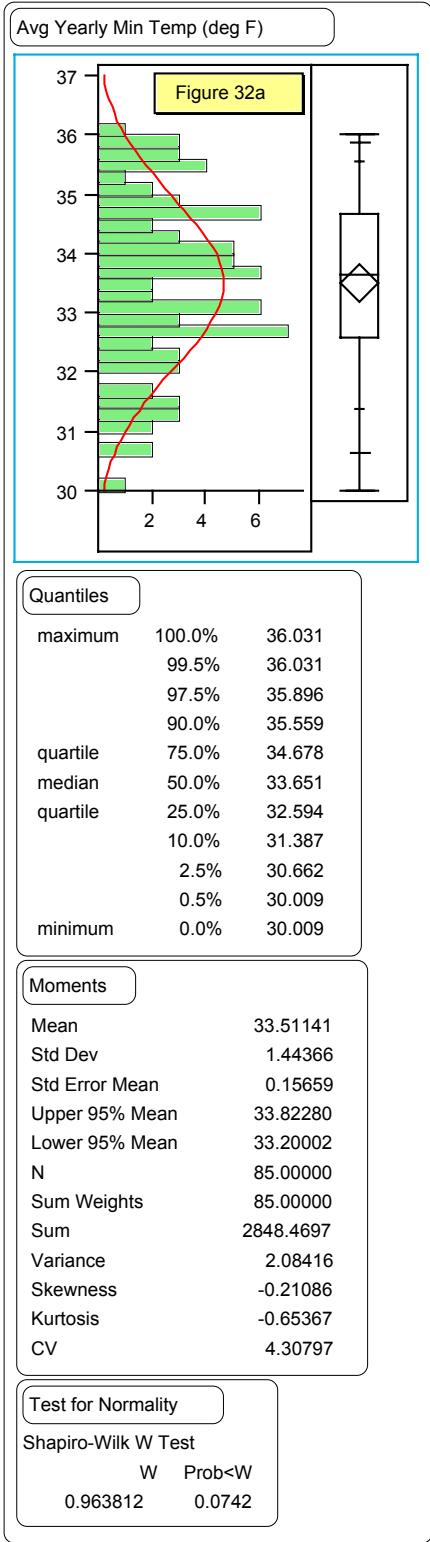 Avg Yearly Min Temp (deg F)
Figure 32a
37
36
35
34
33
32
31
30
2 4 6
Quantiles
maximum 100.0% 36.031
99.5% 36.031
97.5% 35.896
90.0% 35.559
quartile 75.0% 34.678
median 50.0% 33.651
quartile 25.0% 32.594
10.0% 31.387
2.5% 30.662
0.5% 30.009
minimum 0.0% 30.009
Moments
Mean 33.51141
Std Dev 1.44366
Std Error Mean 0.15659
Upper 95% Mean 33.82280
Lower 95% Mean 33.20002
N 85.00000
Sum Weights 85.00000
Sum 2848.4697
Variance 2.08416
Skewness -0.21086
Kurtosis -0.65367
CV 4.30797
Test for Normality
Shapiro-Wilk W Test
W Prob<W
0.963812 0.0742